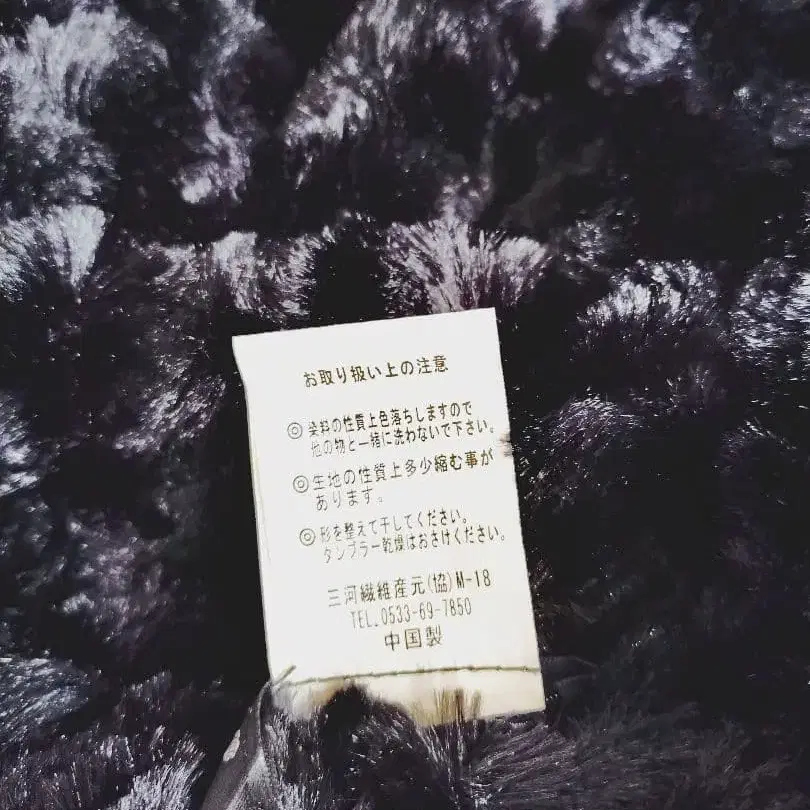 お取り扱い上の注意
◎染料の性質上色落ちしますので
他の物と一緒に洗わないで下さい。
◎生地の性質上多少縮む事が
あります。
◎形を整えて干してください。
タンブラー乾燥はおさけください。
三河繊維産元(協)M-18
TEL.0533-69-7850
中国製